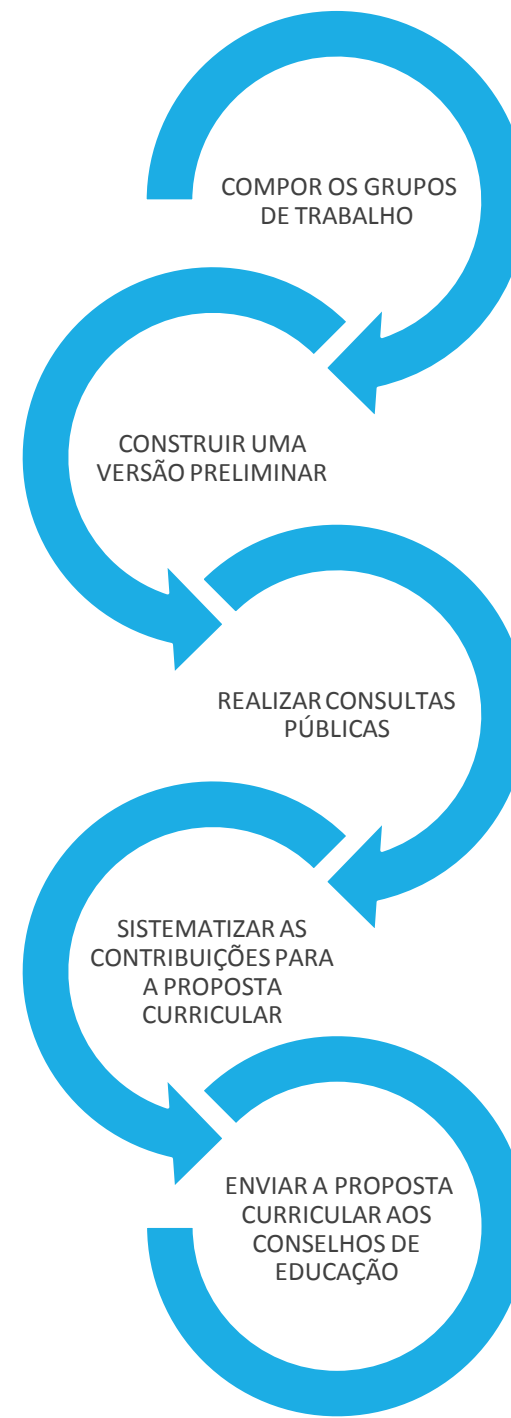 COMPOR OS GRUPOS
DE TRABALHO
CONSTRUIR UMA
VERSÃO PRELIMINAR
REALIZAR CONSULTAS
PÚBLICAS
SISTEMATIZAR AS
CONTRIBUIÇÕES PARA
A PROPOSTA
CURRICULAR
ENVIAR A PROPOSTA
CURRICULAR AOS
CONSELHOS DE
EDUCAÇÃO